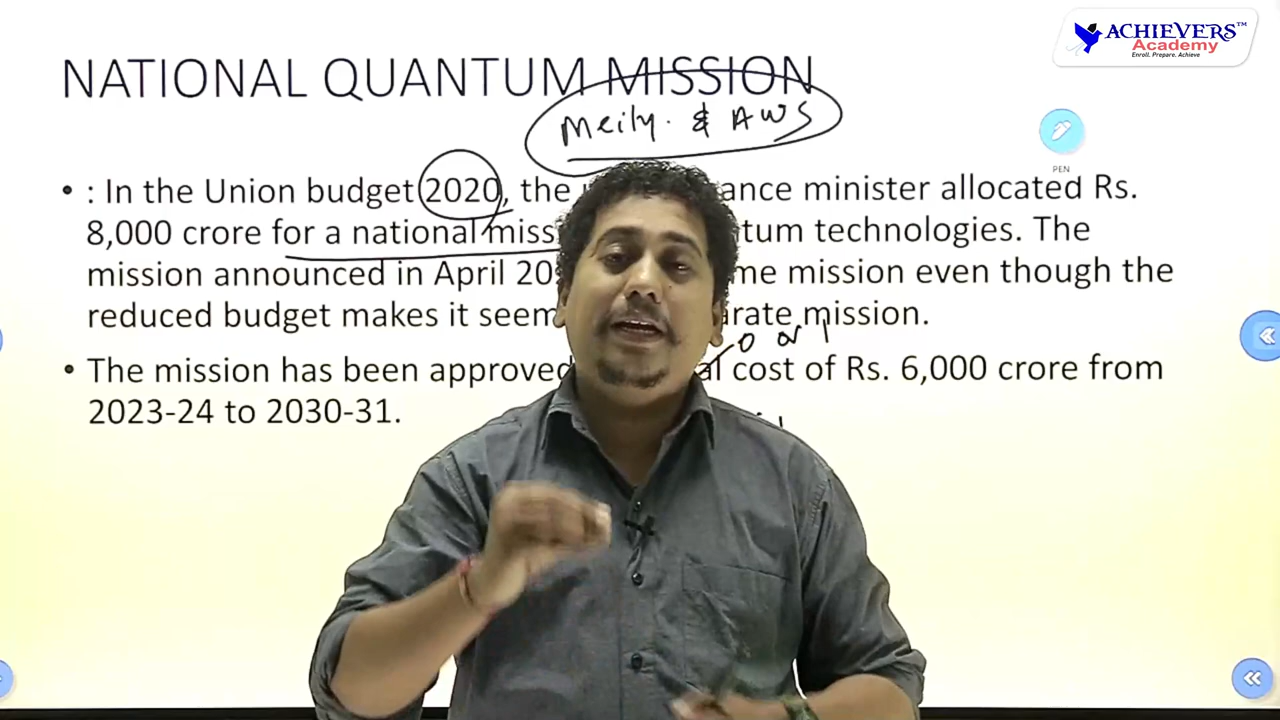 ACHIEVERS™
Academy
Enroll. Prepare. Achieve
NATIONAL QUANTUM MISSION
Meity. & AWS
PEN
• : In the Union budget 2020, the ance minister allocated Rs.
8,000 crore for a national miss tum technologies. The
mission announced in April 20 me mission even though the
reduced budget makes it seem arate mission.
0 or 1
• The mission has been approved al cost of Rs. 6,000 crore from
2023-24 to 2030-31.